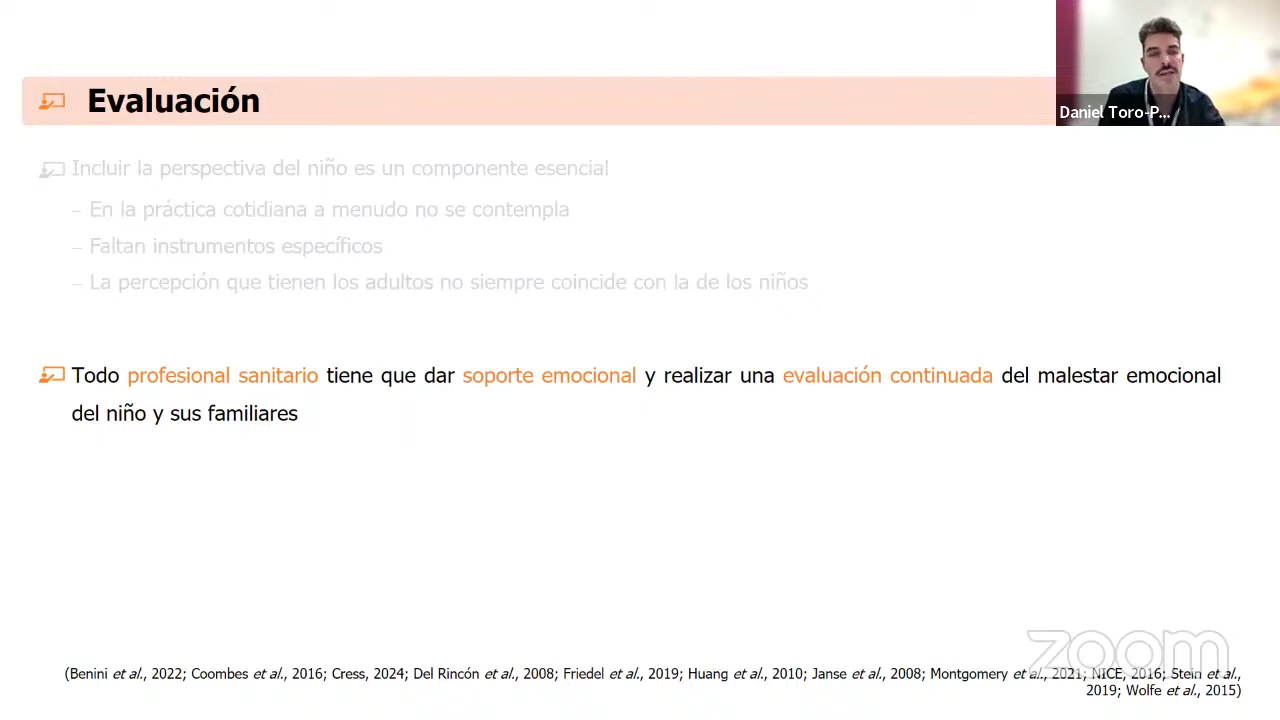 Evaluación
Daniel Toro-P...
Incluir la perspectiva del niño es un componente esencial
– En la práctica cotidiana a menudo no se contempla
– Faltan instrumentos específicos
– La percepción que tienen los adultos no siempre coincide con la de los niños
Todo profesional sanitario tiene que dar soporte emocional y realizar una evaluación continuada del malestar emocional
del niño y sus familiares
zoom
(Benini et al., 2022; Coombes et al., 2016; Cress, 2024; Del Rincón et al., 2008; Friedel et al., 2019; Huang et al., 2010; Janse et al., 2008; Montgomery et al., 2021; NICE, 2016; Stein et al.,
2019; Wolfe et al., 2015)